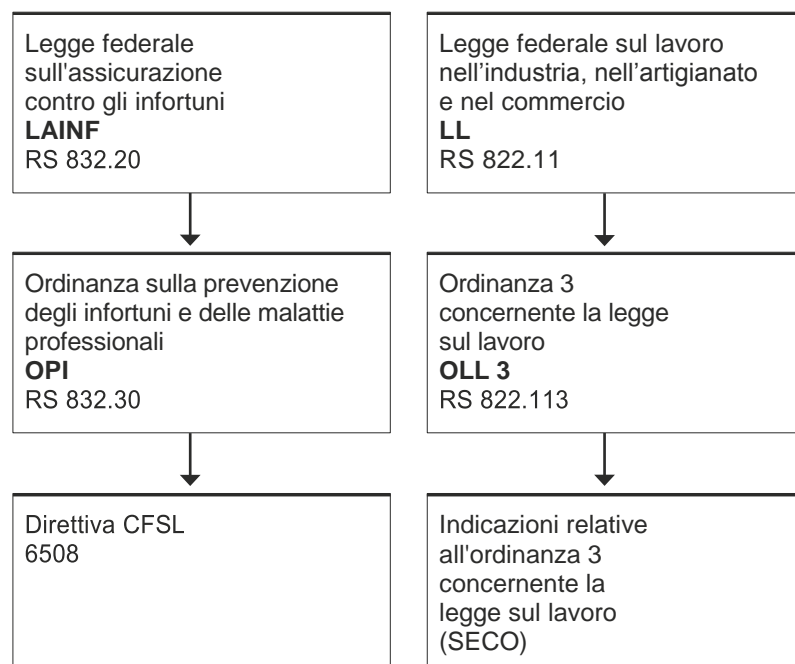 Legge federale
sull'assicurazione
contro gli infortuni
LAINF
RS 832.20
Legge federale sul lavoro
nell’industria, nell’artigianato
e nel commercio
LL
RS 822.11
Ordinanza sulla prevenzione
degli infortuni e delle malattie
professionali
OPI
RS 832.30
Ordinanza 3
concernente la legge
sul lavoro
OLL 3
RS 822.113
Direttiva CFSL
6508
Indicazioni relative
all'ordinanza 3
concernente la
legge sul lavoro
(SECO)